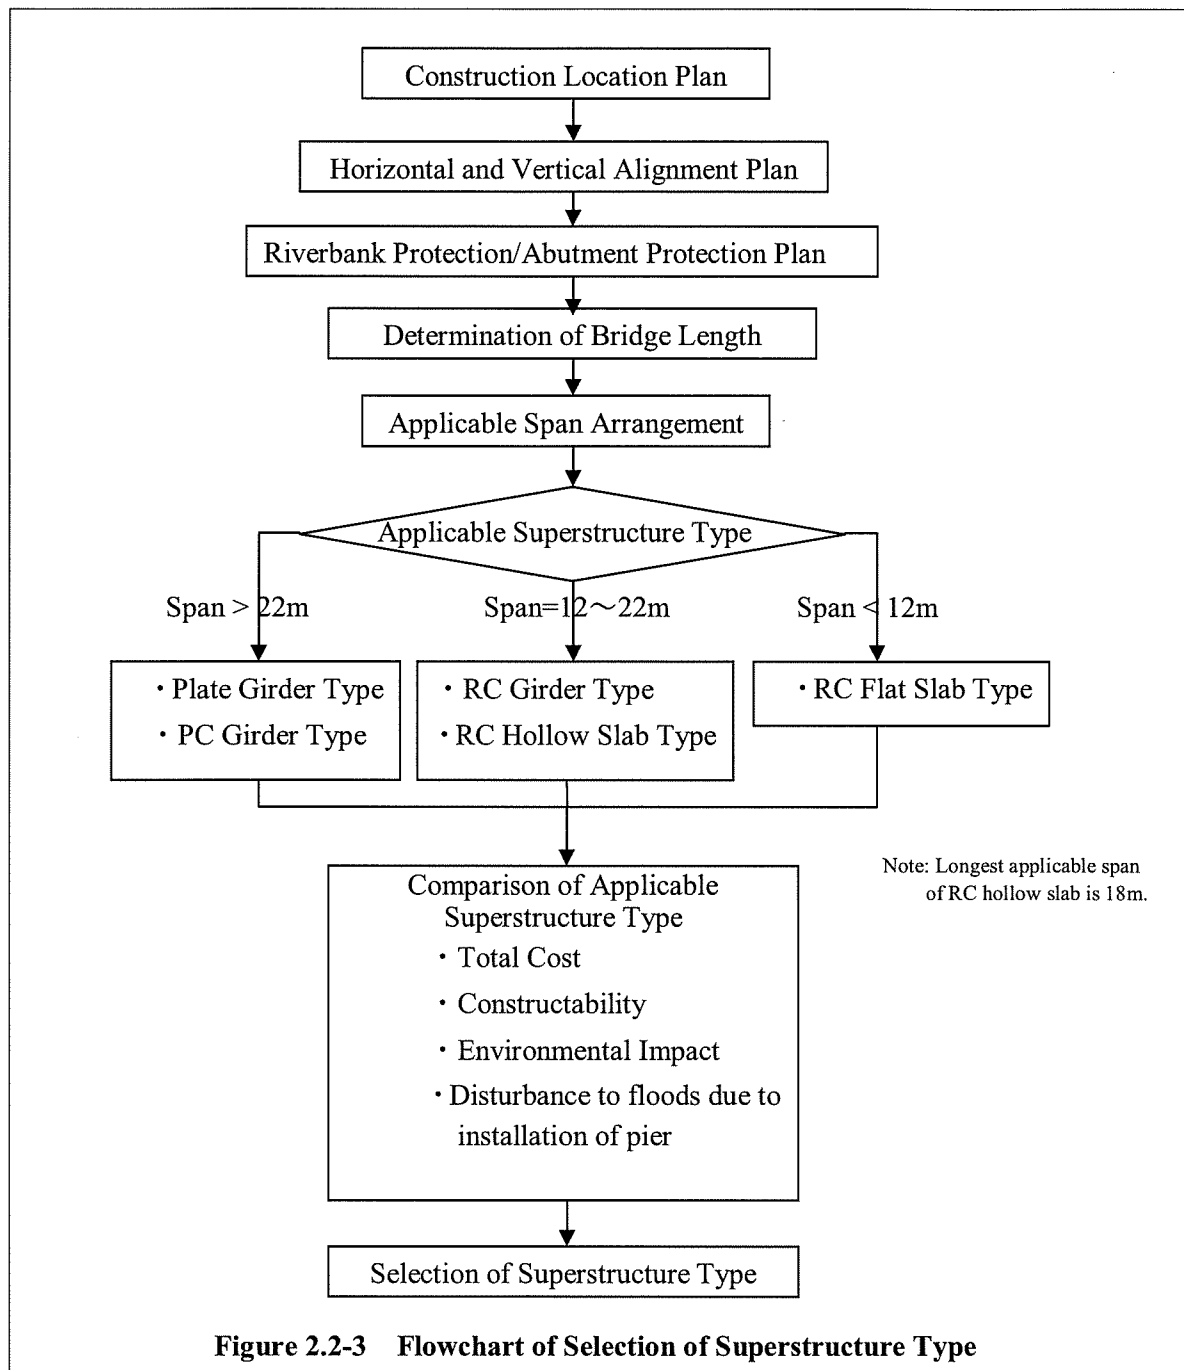 Construction Location Plan
Horizontal and Vertical Alignment Plan
Riverbank Protection/Abutment Protection Plan
Determination of Bridge Length
Applicable Span Arrangement
Applicable Superstructure Type
Span > 22m
Span=12～22m
Span < 12m
・Plate Girder Type
・PC Girder Type
・RC Girder Type
・RC Hollow Slab Type
・RC Flat Slab Type
Note: Longest applicable span
of RC hollow slab is 18m.
Comparison of Applicable
Superstructure Type
・Total Cost
・Constructability
・Environmental Impact
・Disturbance to floods due to
installation of pier
Selection of Superstructure Type
Figure 2.2-3 Flowchart of Selection of Superstructure Type